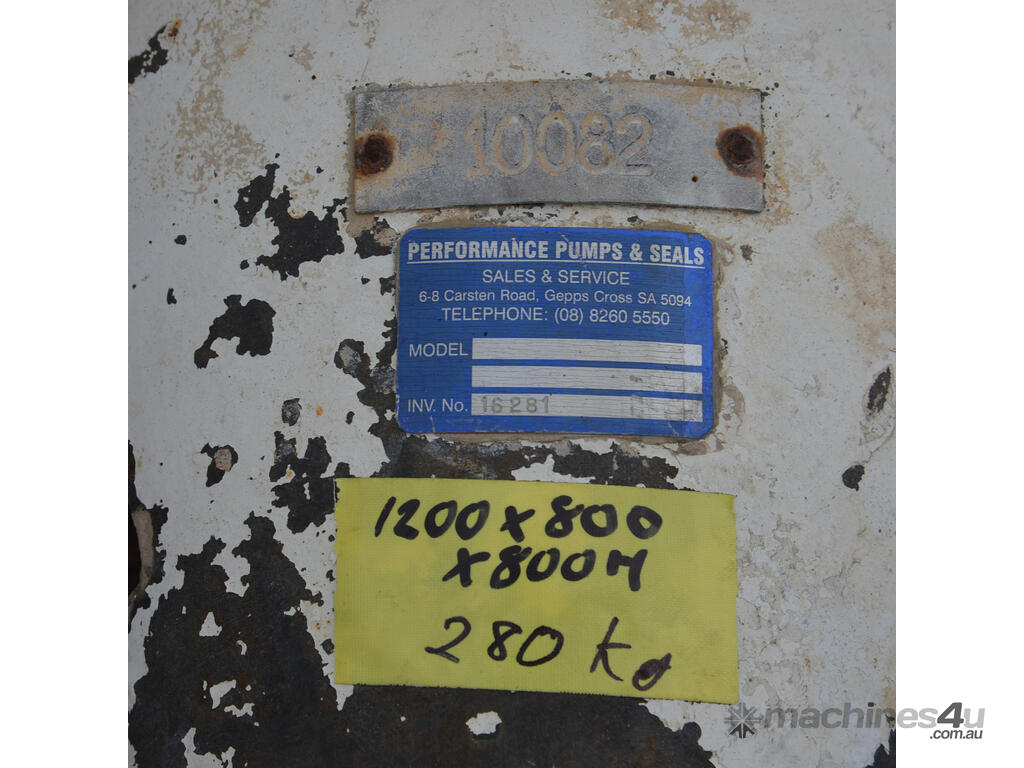 10082
PERFORMANCE PUMPS & SEALS
SALES & SERVICE
6-8 Carsten Road, Gepps Cross SA 5094
TELEPHONE: (08) 8260 5550
MODEL
INV. No. 16281
1200 x 800
x 800H
280 kg
machines4u
.com.au